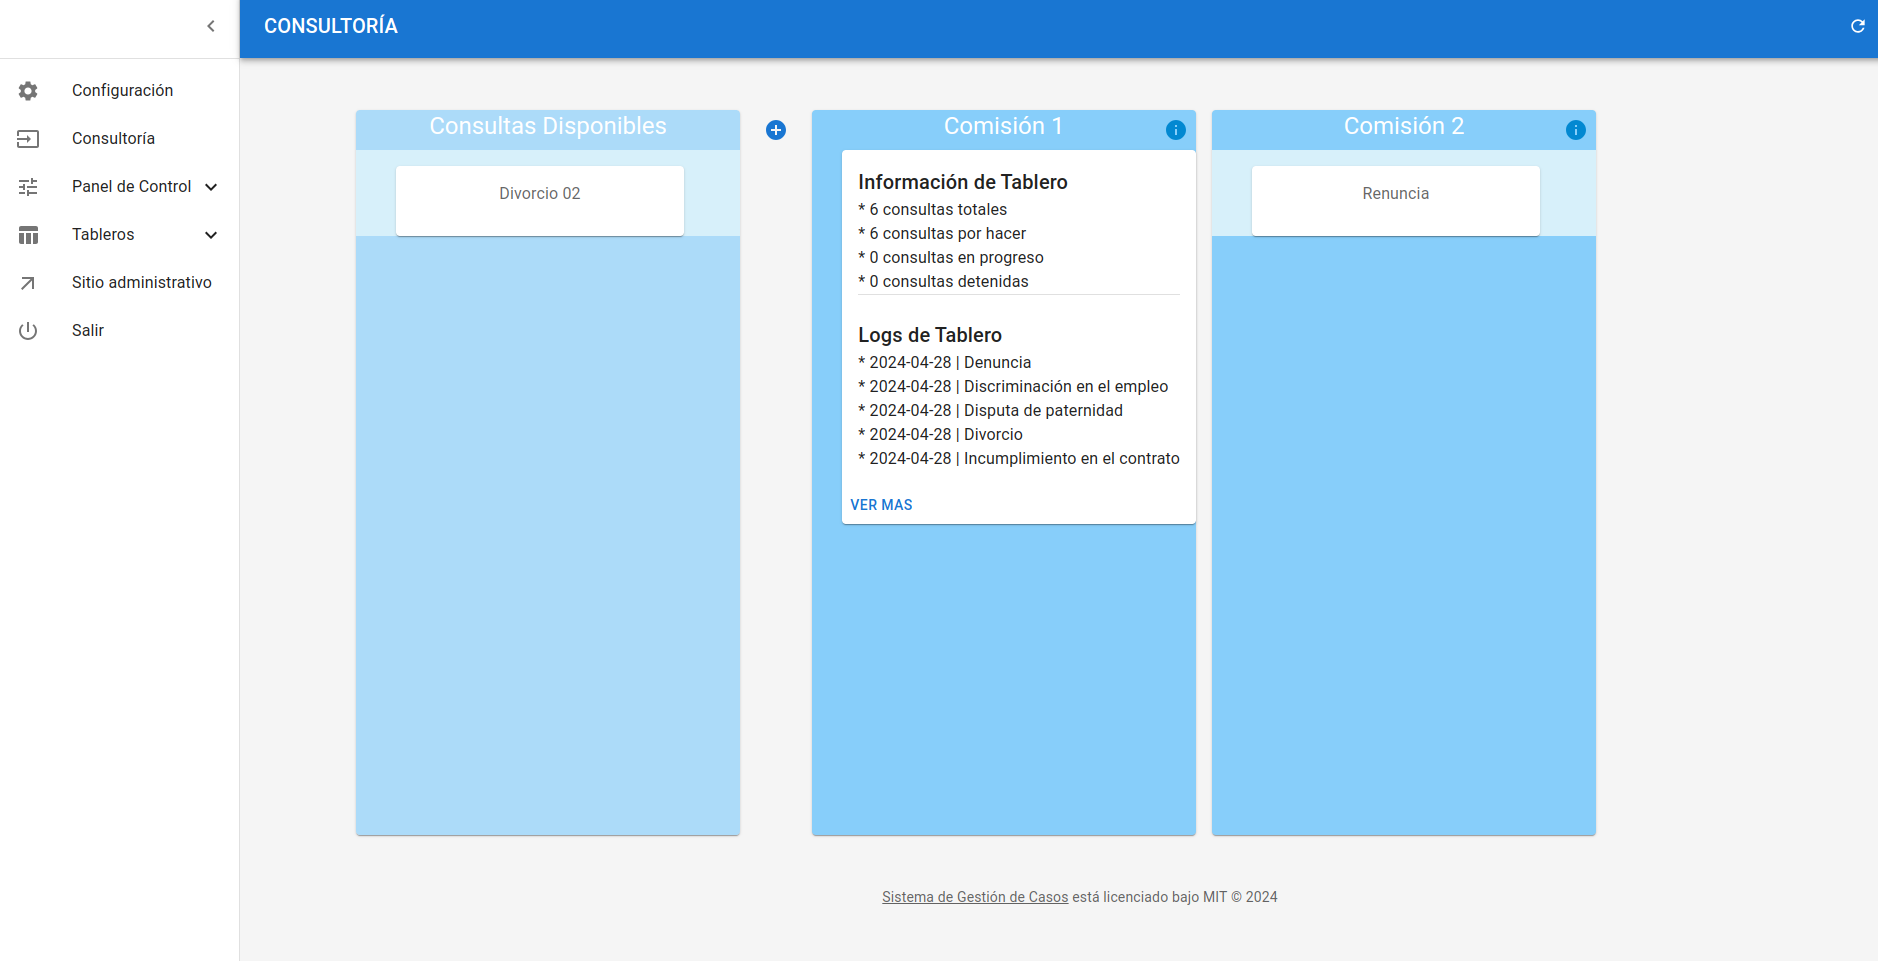 CONSULTORÍA
Configuración
Consultoría
Panel de Control
Tableros
Sitio administrativo
Salir
Consultas Disponibles
Divorcio 02
Comisión 1
Información de Tablero
* 6 consultas totales
* 6 consultas por hacer
* 0 consultas en progreso
* 0 consultas detenidas
Logs de Tablero
* 2024-04-28 | Denuncia
* 2024-04-28 | Discriminación en el empleo
* 2024-04-28 | Disputa de paternidad
* 2024-04-28 | Divorcio
* 2024-04-28 | Incumplimiento en el contrato
VER MAS
Comisión 2
Renuncia
Sistema de Gestión de Casos está licenciado bajo MIT © 2024